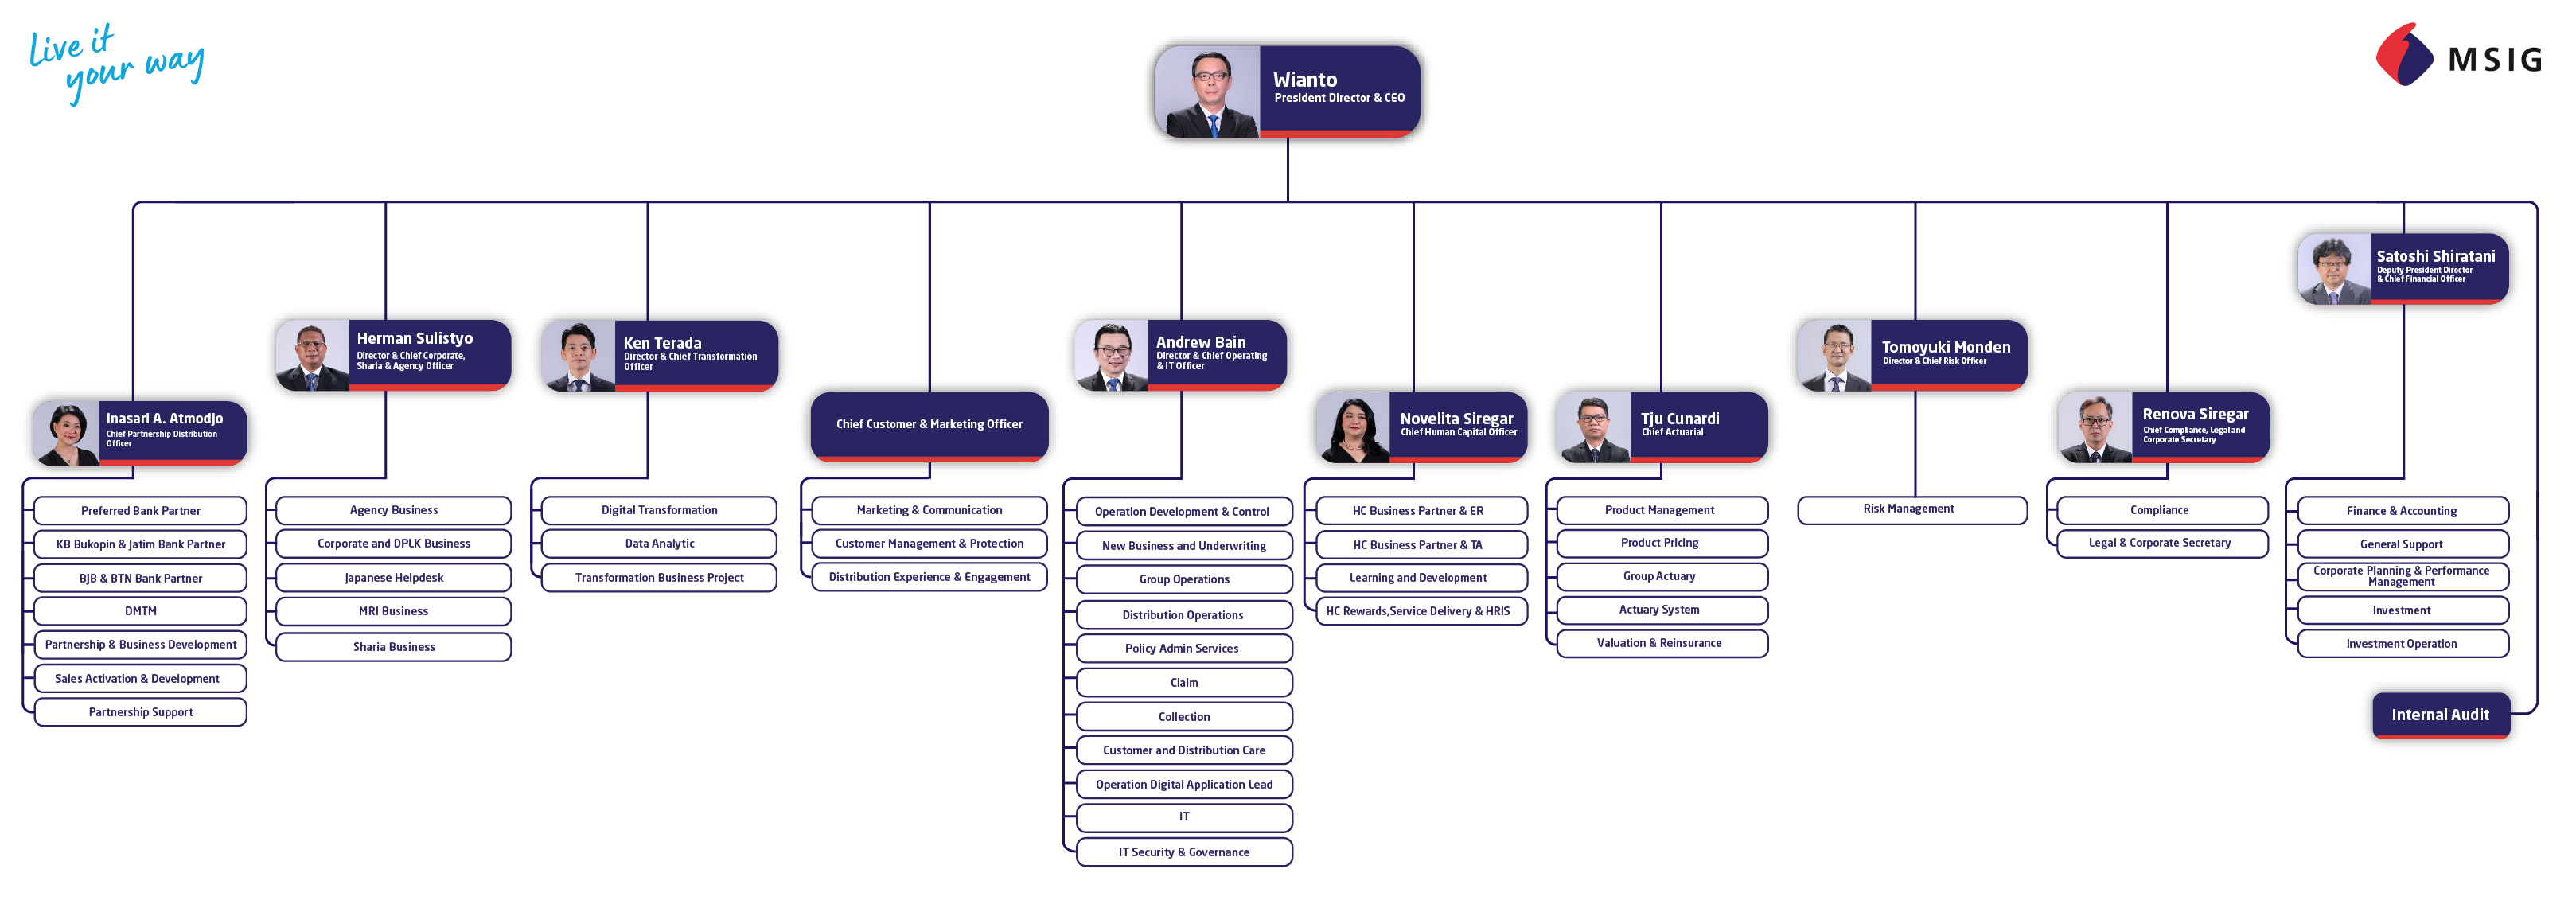 Live it
your way
MSIG
Wianto
President Director & CEO
Satoshi Shiratani
Deputy President Director
& Chief Financial Officer
Herman Sulistyo
Director & Chief Corporate,
Sharia & Agency Officer
Ken Terada
Director & Chief Transformation
Officer
Andrew Bain
Director & Chief Operating
& IT Officer
Tomoyuki Monden
Director & Chief Risk Officer
Inasari A. Atmodjo
Chief Partnership Distribution
Officer
Chief Customer & Marketing Officer
Novelita Siregar
Chief Human Capital Officer
Tju Cunardi
Chief Actuarial
Renova Siregar
Chief Compliance, Legal and
Corporate Secretary
Preferred Bank Partner
KB Bukopin & Jatim Bank Partner
BJB & BTN Bank Partner
DMTM
Partnership & Business Development
Sales Activation & Development
Partnership Support
Agency Business
Corporate and DPLK Business
Japanese Helpdesk
MRI Business
Sharia Business
Digital Transformation
Data Analytic
Transformation Business Project
Marketing & Communication
Customer Management & Protection
Distribution Experience & Engagement
Operation Development & Control
New Business and Underwriting
Group Operations
Distribution Operations
Policy Admin Services
Claim
Collection
Customer and Distribution Care
Operation Digital Application Lead
IT
IT Security & Governance
HC Business Partner & ER
HC Business Partner & TA
Learning and Development
HC Rewards,Service Delivery & HRIS
Product Management
Product Pricing
Group Actuary
Actuary System
Valuation & Reinsurance
Risk Management
Compliance
Legal & Corporate Secretary
Finance & Accounting
General Support
Corporate Planning & Performance
Management
Investment
Investment Operation
Internal Audit